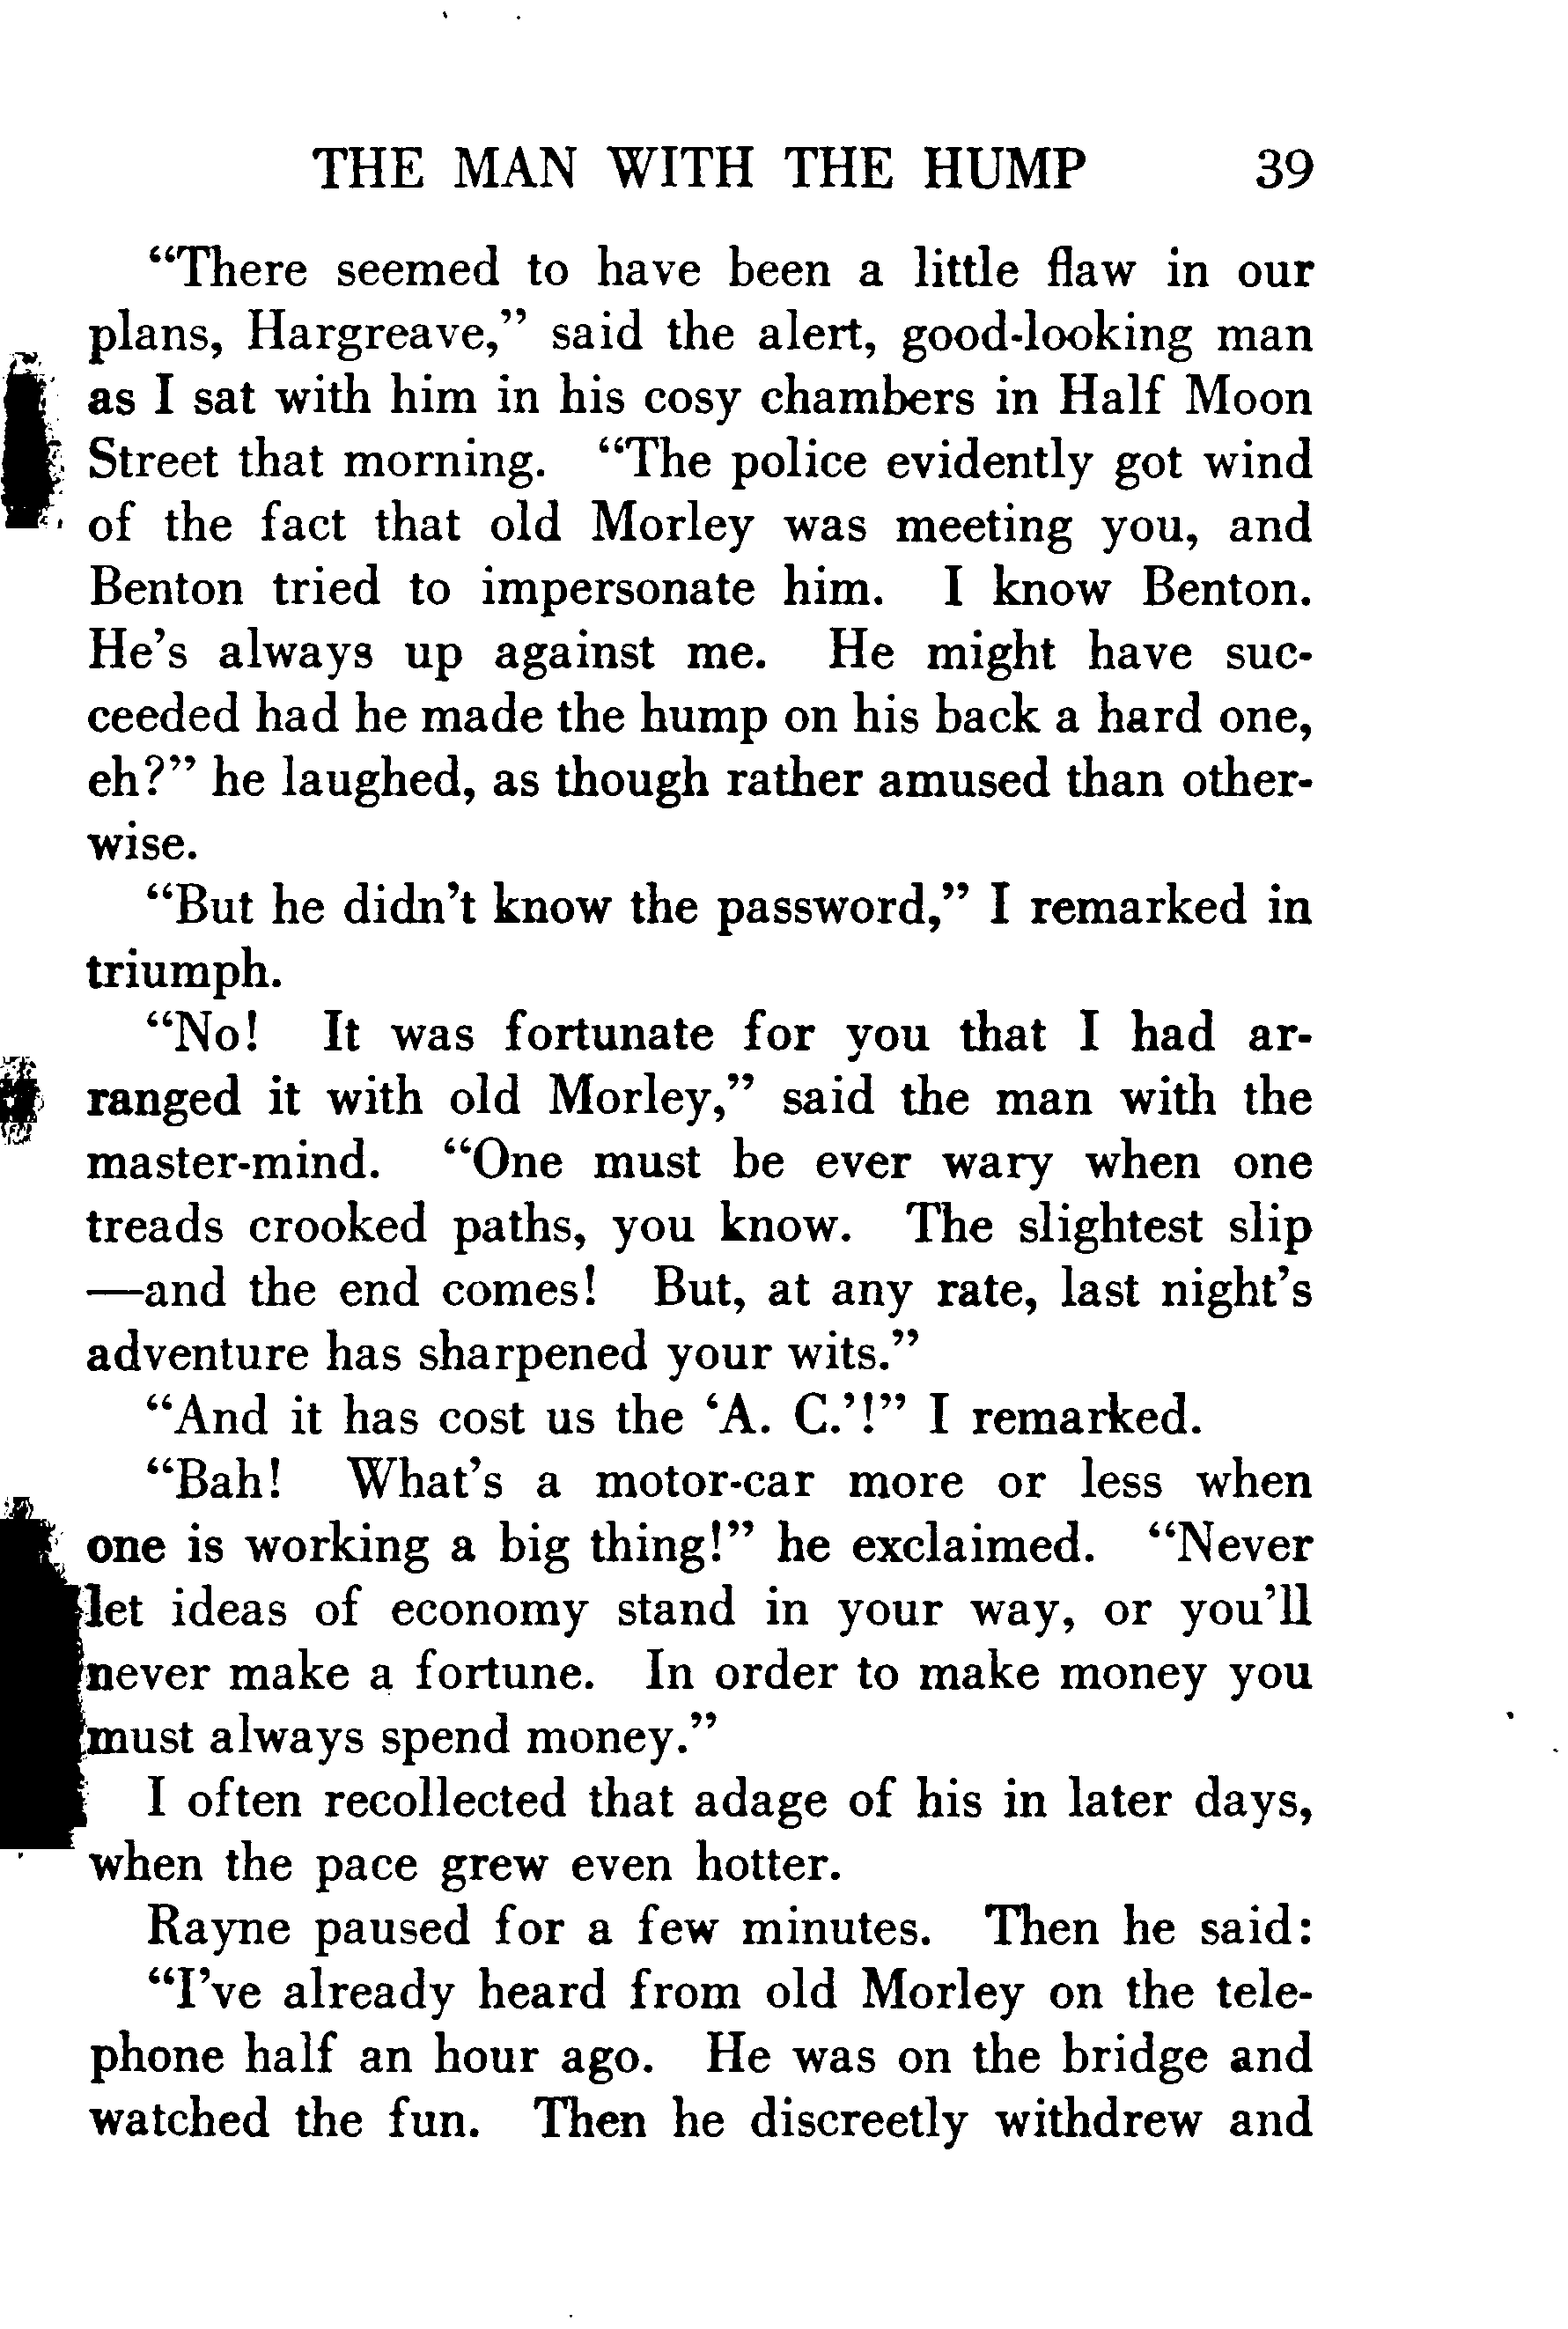 THE MAN WITH THE HUMP 39
“There seemed to have been a little flaw in our
plans, Hargreave,” said the alert, good-looking man
as I sat with him in his cosy chambers in Half Moon
Street that morning. “The police evidently got wind
of the fact that old Morley was meeting you, and
Benton tried to impersonate him. I know Benton.
He’s always up against me. He might have suc-
ceeded had he made the hump on his back a hard one,
eh?” he laughed, as though rather amused than other-
wise.
“But he didn’t know the password,” I remarked in
triumph.
“No! It was fortunate for you that I had ar-
ranged it with old Morley,” said the man with the
master-mind. “One must be ever wary when one
treads crooked paths, you know. The slightest slip
—and the end comes! But, at any rate, last night’s
adventure has sharpened your wits.”
“And it has cost us the ‘A. C.’!” I remarked.
“Bah! What’s a motor-car more or less when
one is working a big thing!” he exclaimed. “Never
let ideas of economy stand in your way, or you’ll
never make a fortune. In order to make money you
must always spend money.”
I often recollected that adage of his in later days,
when the pace grew even hotter.
Rayne paused for a few minutes. Then he said:
“I’ve already heard from old Morley on the tele-
phone half an hour ago. He was on the bridge and
watched the fun. Then he discreetly withdrew and